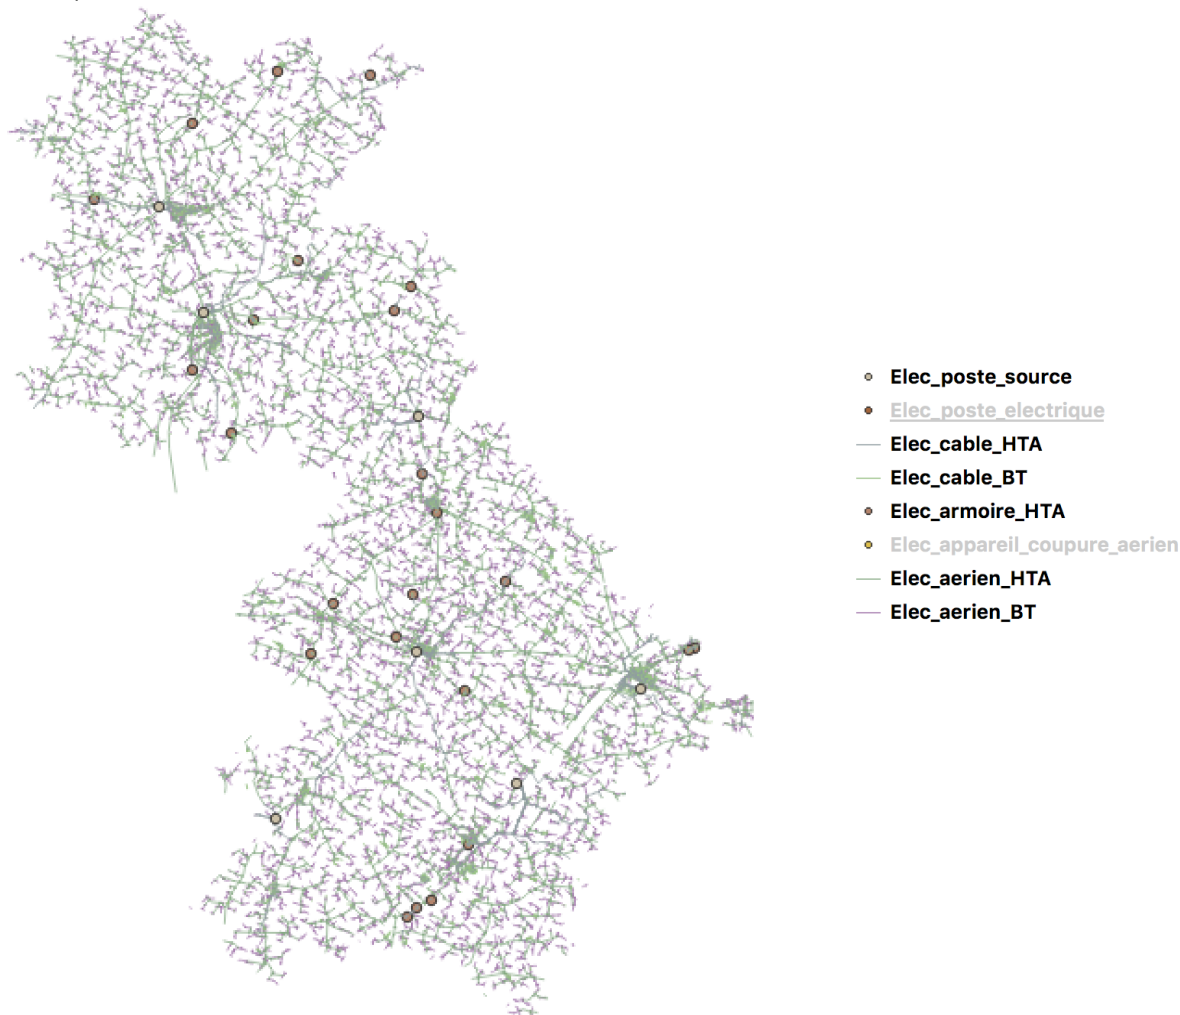 Elec_poste_source
Elec_poste_electrique
Elec_cable_HTA
Elec_cable_BT
Elec_armoire_HTA
Elec_appareil_coupure_aerien
Elec_aerien_HTA
Elec_aerien_BT